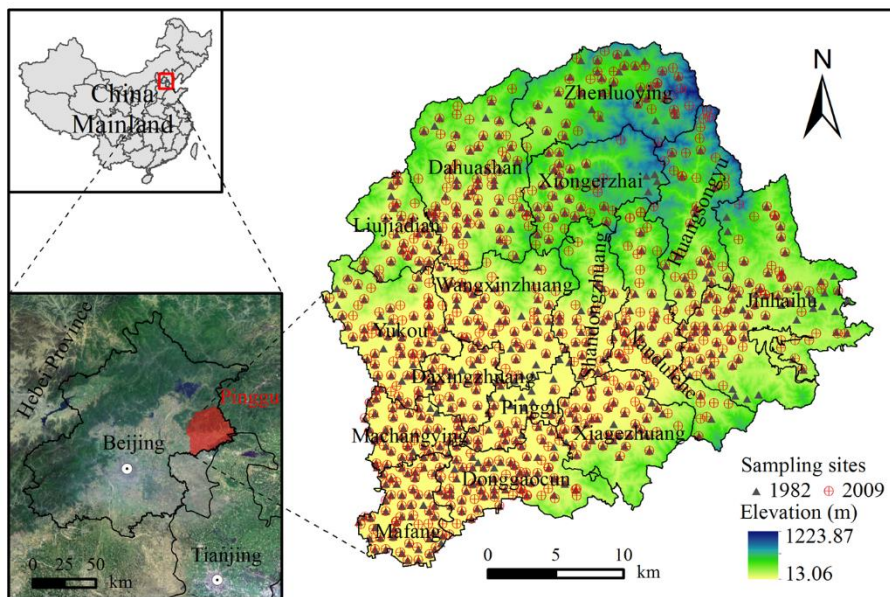 China
Mainland
N
Zhenluoying
Dahuashan
Xiongerzhai
Huangsongyu
Liujiadian
Wangxinzhuang
Shandongzhuang
Jinhaihu
Yukou
Hebei Province
Pinggu
Daxingzhuang
Nandulehe
Pinggu
Machangying
Xiagezhuang
Beijing
Donggaocun
Mafang
Tianjing
0 25 50
km
0 5 10
km
Sampling sites
1982 2009
Elevation (m)
1223.87
13.06